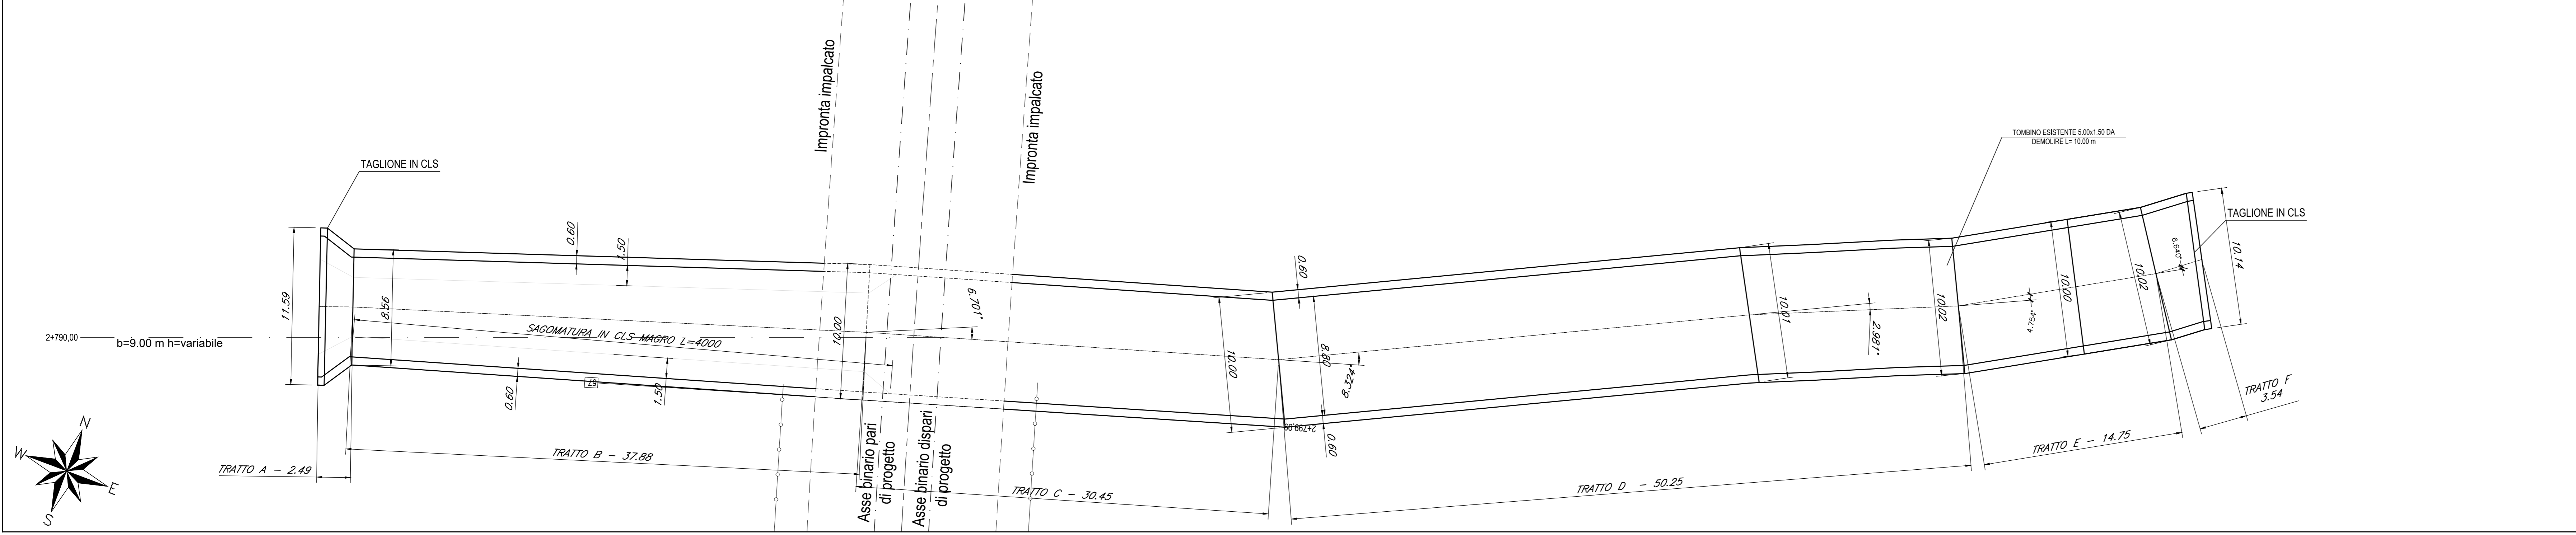 TAGLIONE IN CLS
Impronta impalcato
Impronta impalcato
TOMBINO ESISTENTE 5.00x1.50 DA
DEMOLIRE L= 10.00 m
TAGLIONE IN CLS
0.60
1.50
11.59
8.56
10.00
6.701°
0.60
10.00
8.80
8.324°
0.60
10.01
2.981°
10.02
4.754°
10.00
10.02
6.640°
10.14
2+790,00
b=9.00 m h=variabile
SAGOMATURA IN CLS MAGRO L=4000
57
0.60
1.50
2+799,99
N
W
E
S
TRATTO A - 2.49
TRATTO B - 37.88
Asse binario pari
di progetto
Asse binario dispari
di progetto
TRATTO C - 30.45
TRATTO D - 50.25
TRATTO E - 14.75
TRATTO F
3.54